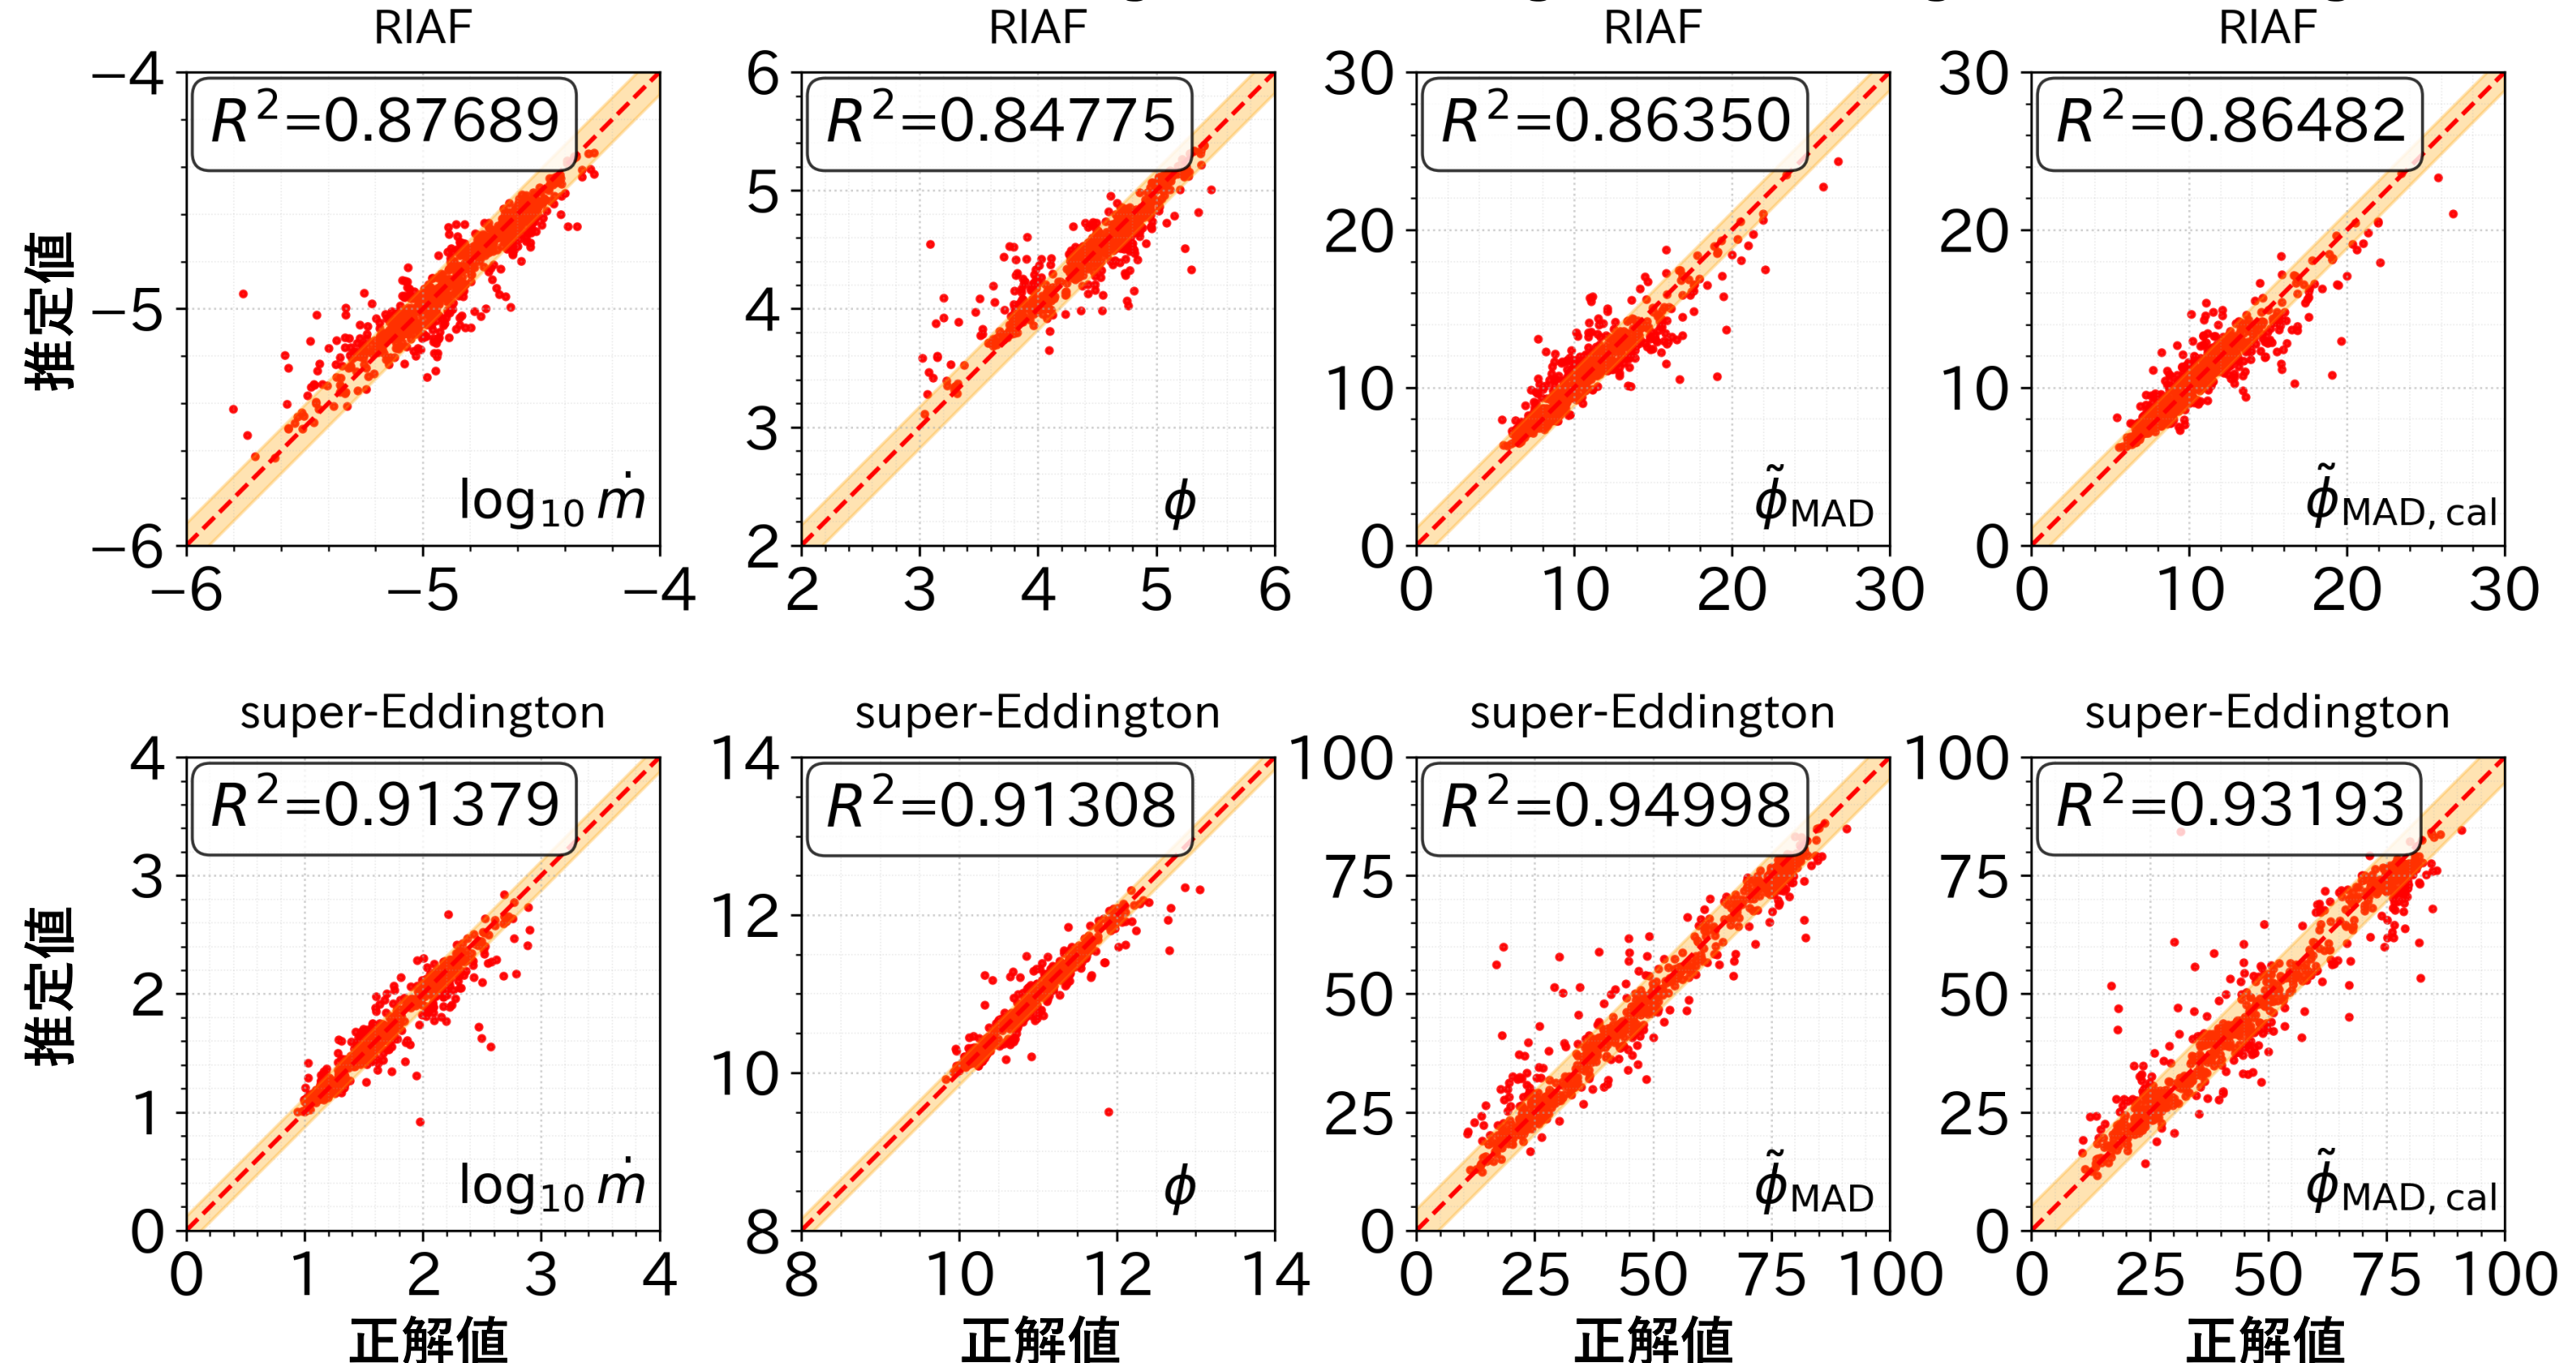 RIAF RIAF RIAF RIAF
推定値
−4 6 30 30
R²=0.87689 R²=0.84775 R²=0.86350 R²=0.86482
5
20 20
−5 4
10 10
3
log₁₀ ṁ ϕ ϕ̃MAD ϕ̃MAD, cal
−6 2 0 0
−6 −5 −4 2 3 4 5 6 0 10 20 30 0 10 20 30
super-Eddington super-Eddington super-Eddington super-Eddington
推定値
4 14 100 100
R²=0.91379 R²=0.91308 R²=0.94998 R²=0.93193
3 75 75
12
2 50 50
10
1 25 25
log₁₀ ṁ ϕ ϕ̃MAD ϕ̃MAD, cal
0 8 0 0
0 1 2 3 4 8 10 12 14 0 25 50 75 100 0 25 50 75 100
正解値 正解値 正解値 正解値